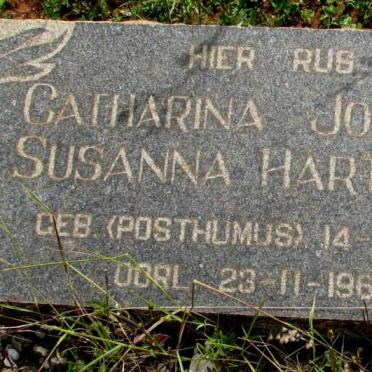 HIER RUS
CATHARINA JO
SUSANNA HART
GEB. (POSTHUMUS) 14-
OORL. 23-11-196